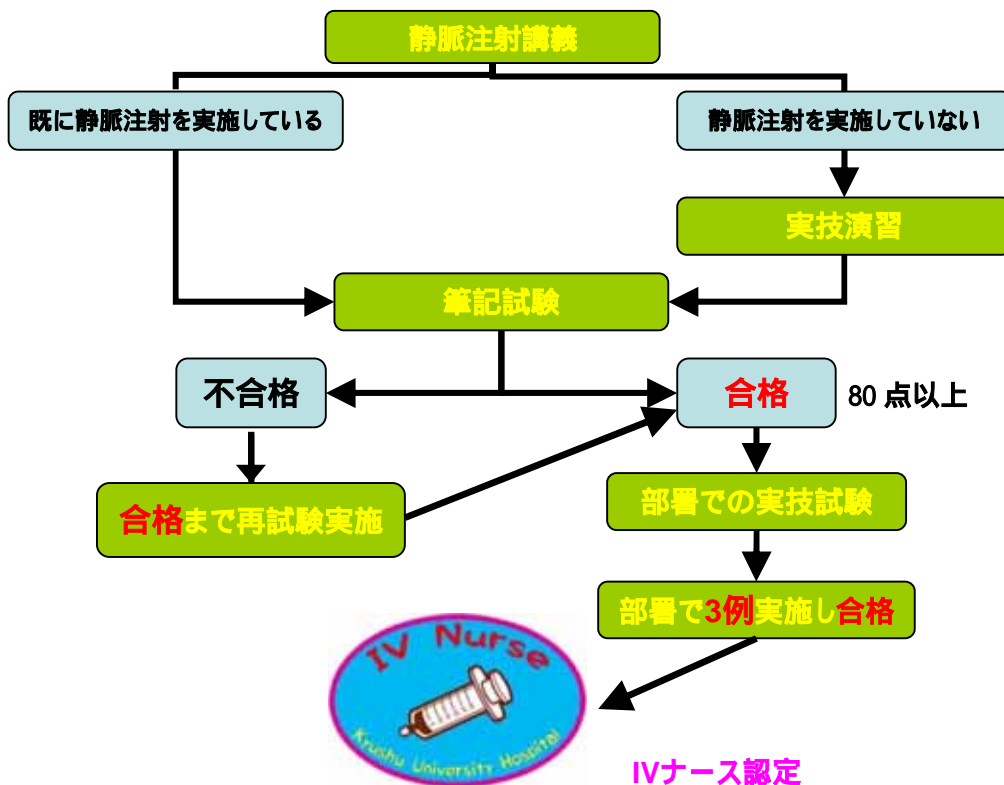 静脈注射講義
既に静脈注射を実施している
静脈注射を実施していない
実技演習
筆記試験
不合格
合格
80 点以上
合格まで再試験実施
部署での実技試験
部署で3例実施し合格
IV Nurse
Kyushu University Hospital
IVナース認定